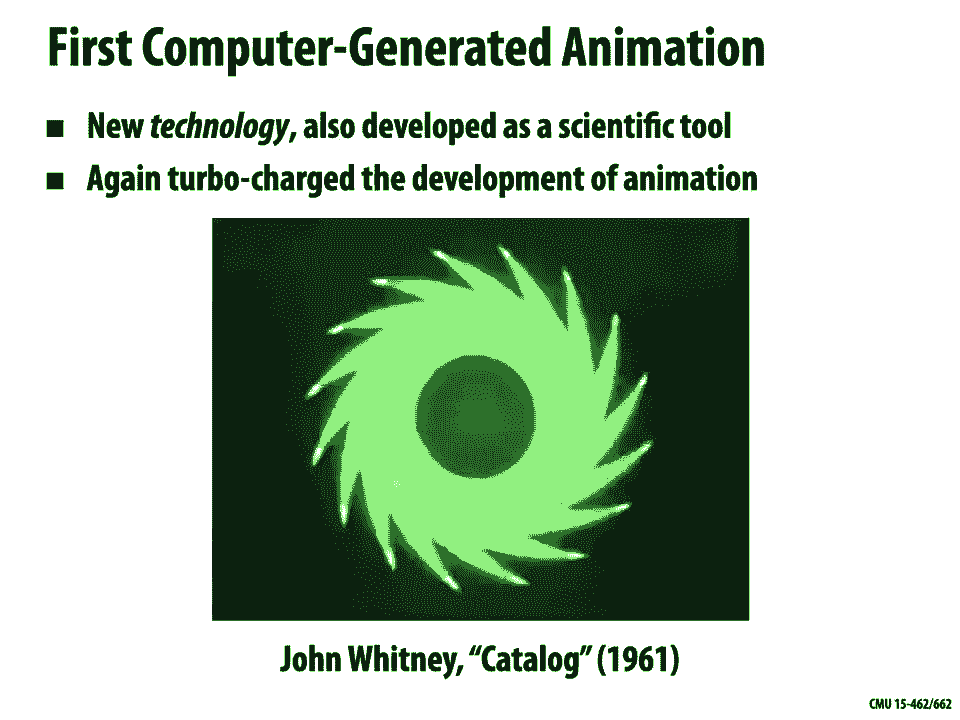 First Computer-Generated Animation
■ New technology, also developed as a scientific tool
■ Again turbo-charged the development of animation
John Whitney, “Catalog” (1961)
CMU 15-462/662